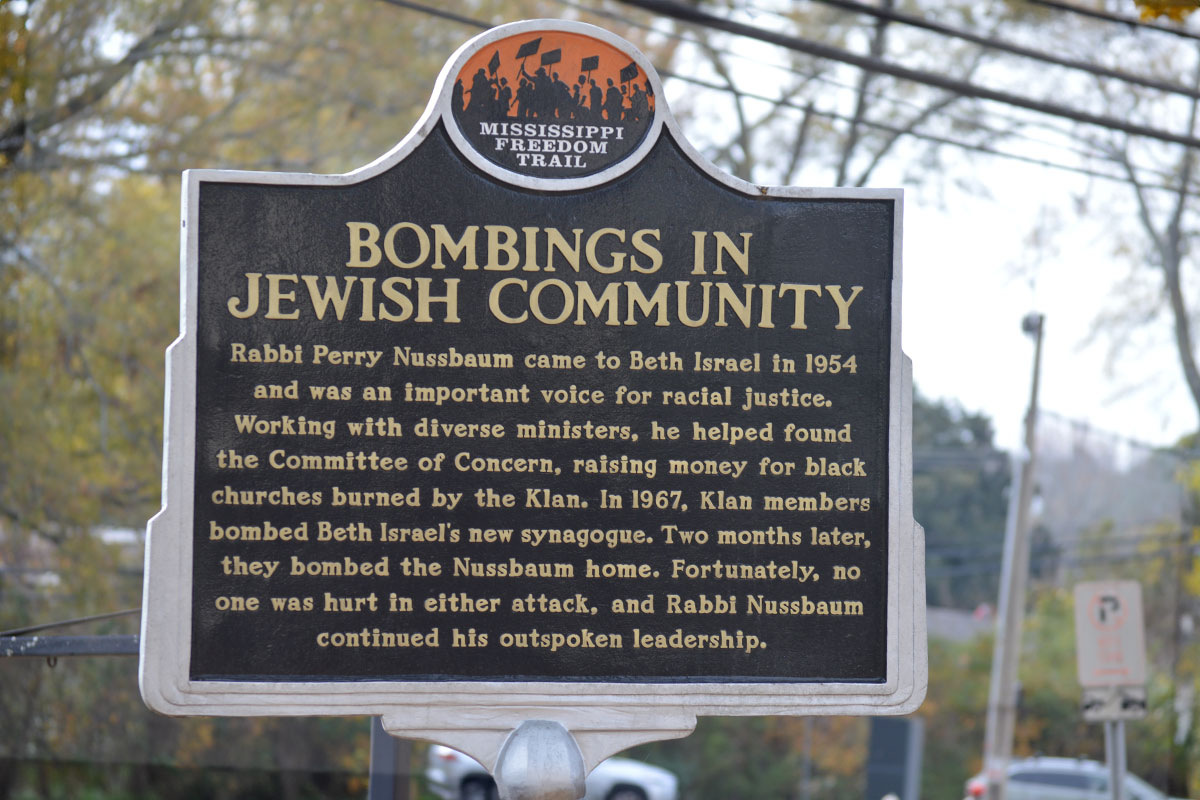 MISSISSIPPI
FREEDOM
TRAIL
BOMBINGS IN
JEWISH COMMUNITY
Rabbi Perry Nussbaum came to Beth Israel in 1954
and was an important voice for racial justice.
Working with diverse ministers, he helped found
the Committee of Concern, raising money for black
churches burned by the Klan. In 1967, Klan members
bombed Beth Israel's new synagogue. Two months later,
they bombed the Nussbaum home. Fortunately, no
one was hurt in either attack, and Rabbi Nussbaum
continued his outspoken leadership.
P